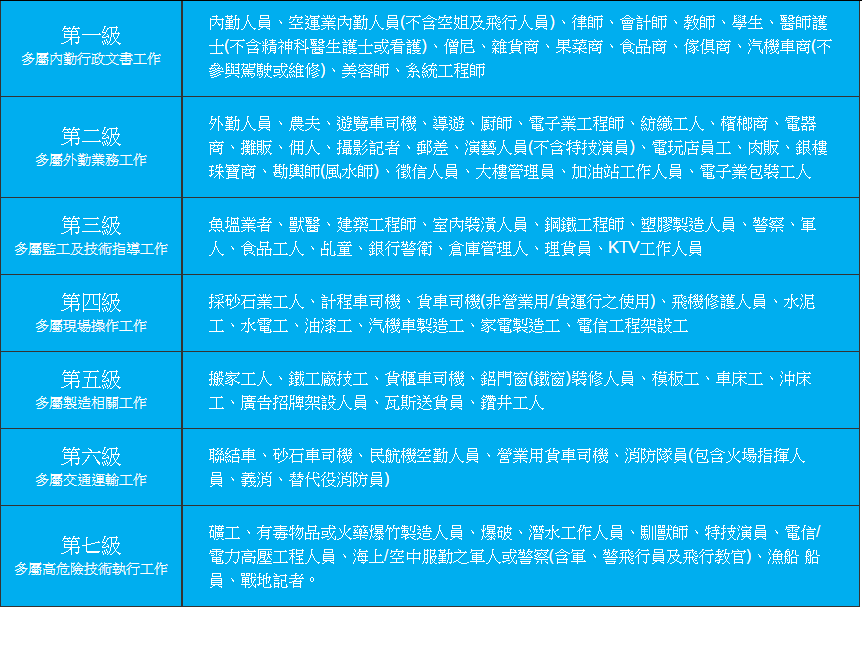 第一級
多屬內勤行政文書工作
內勤人員、空運業內勤人員(不含空姐及飛行人員)、律師、會計師、教師、學生、醫師護
士(不含精神科醫生護士或看護)、僧尼、雜貨商、果菜商、食品商、傢俱商、汽機車商(不
參與駕駛或維修)、美容師、系統工程師
第二級
多屬外勤業務工作
外勤人員、農夫、遊覽車司機、導遊、廚師、電子業工程師、紡織工人、檳榔商、電器
商、攤販、佣人、攝影記者、郵差、演藝人員(不含特技演員)、電玩店員工、肉販、銀樓
珠寶商、勘輿師(風水師)、徵信人員、大樓管理員、加油站工作人員、電子業包裝工人
第三級
多屬監工及技術指導工作
魚塭業者、獸醫、建築工程師、室內裝潢人員、鋼鐵工程師、塑膠製造人員、警察、軍
人、食品工人、乩童、銀行警衛、倉庫管理人、理貨員、KTV工作人員
第四級
多屬現場操作工作
採砂石業工人、計程車司機、貨車司機(非營業用/貨運行之使用)、飛機修護人員、水泥
工、水電工、油漆工、汽機車製造工、家電製造工、電信工程架設工
第五級
多屬製造相關工作
搬家工人、鐵工廠技工、貨櫃車司機、鋁門窗(鐵窗)裝修人員、模板工、車床工、沖床
工、廣告招牌架設人員、瓦斯送貨員、鑽井工人
第六級
多屬交通運輸工作
聯結車、砂石車司機、民航機空勤人員、營業用貨車司機、消防隊員(包含火場指揮人
員、義消、替代役消防員)
第七級
多屬高危險技術執行工作
礦工、有毒物品或火藥爆竹製造人員、爆破、潛水工作人員、馴獸師、特技演員、電信/
電力高壓工程人員、海上/空中服勤之軍人或警察(含軍、警飛行員及飛行教官)、漁船 船
員、戰地記者。